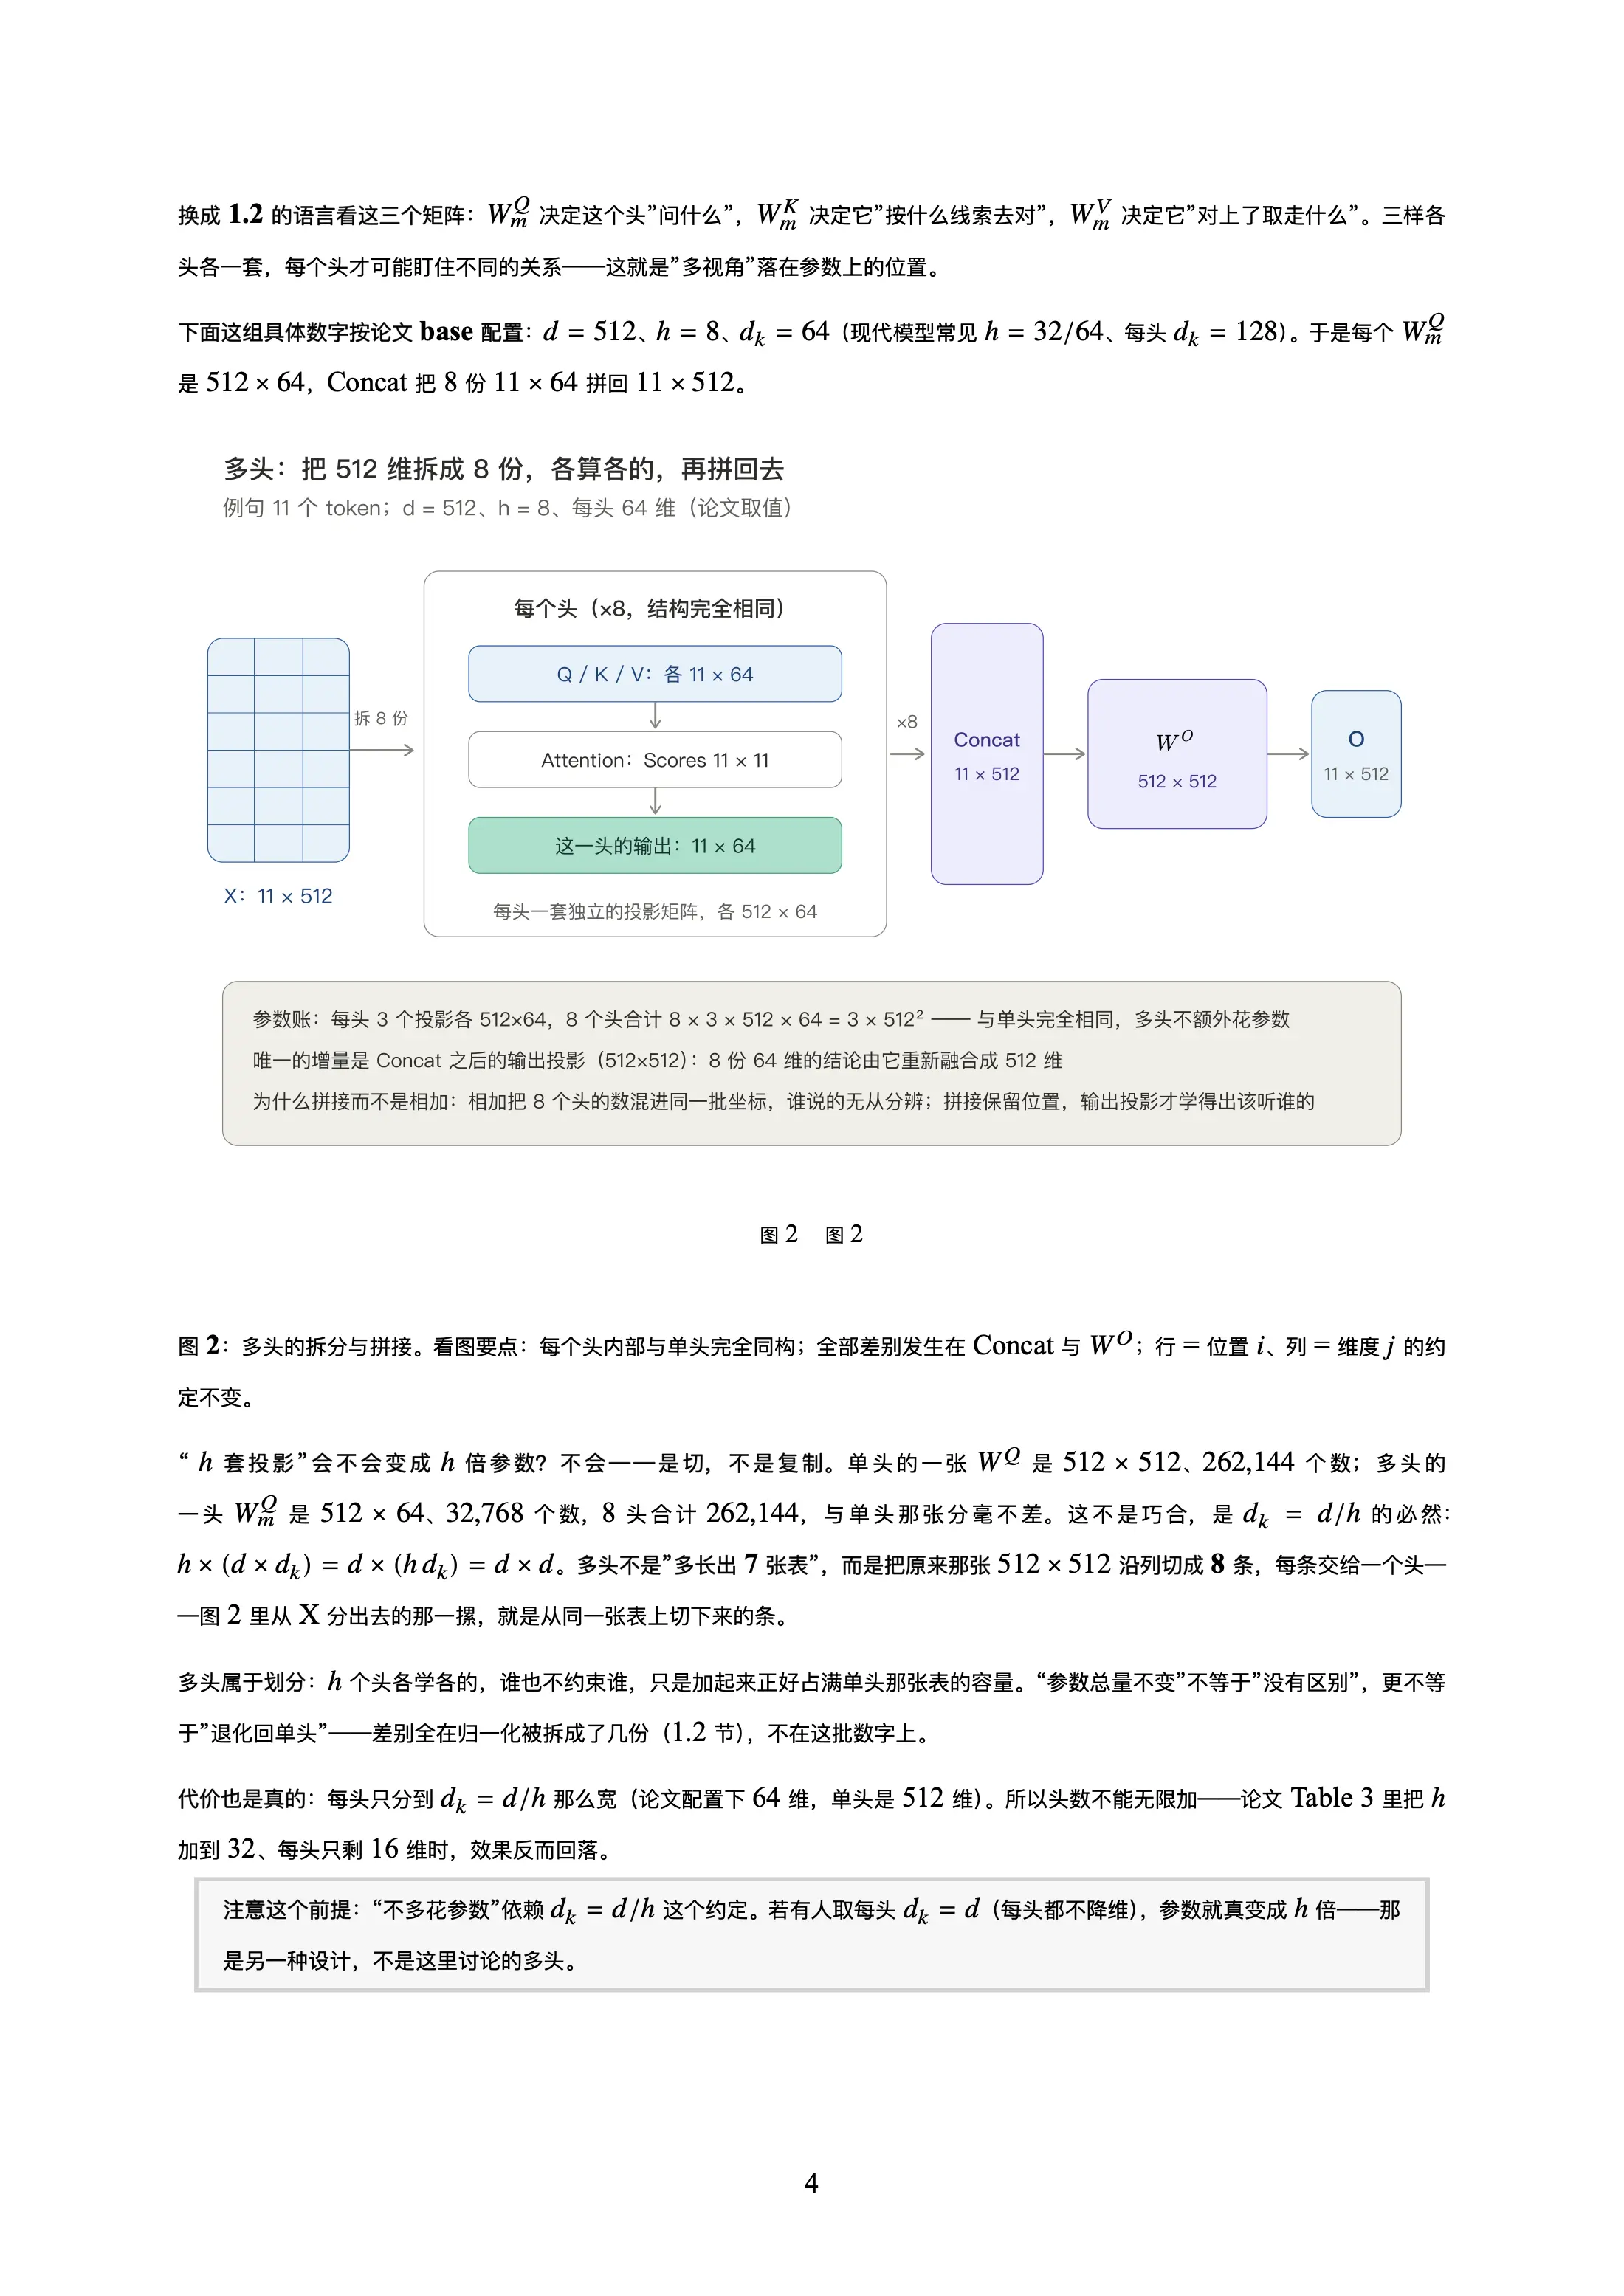 换成 1.2 的语言看这三个矩阵：W_m^Q 决定这个头”问什么”，W_m^K 决定它”按什么线索去对”，W_m^V 决定它”对上了取走什么”。三样各
头各一套，每个头才可能盯住不同的关系——这就是”多视角”落在参数上的位置。
下面这组具体数字按论文 base 配置：d = 512、h = 8、d_k = 64（现代模型常见 h = 32/64、每头 d_k = 128）。于是每个 W_m^Q
是 512 × 64，Concat 把 8 份 11 × 64 拼回 11 × 512。
多头：把 512 维拆成 8 份，各算各的，再拼回去
例句 11 个 token；d = 512、h = 8、每头 64 维（论文取值）
每个头（×8，结构完全相同）
Q / K / V：各 11 × 64
拆 8 份
Attention：Scores 11 × 11
这一头的输出：11 × 64
每头一套独立的投影矩阵，各 512 × 64
X：11 × 512
×8
Concat
11 × 512
W^O
512 × 512
O
11 × 512
参数账：每头 3 个投影各 512×64，8 个头合计 8 × 3 × 512 × 64 = 3 × 512² —— 与单头完全相同，多头不额外花参数
唯一的增量是 Concat 之后的输出投影（512×512）：8 份 64 维的结论由它重新融合成 512 维
为什么拼接而不是相加：相加把 8 个头的数混进同一批坐标，谁说的无从分辨；拼接保留位置，输出投影才学得出该听谁的
图 2 图 2
图 2：多头的拆分与拼接。看图要点：每个头内部与单头完全同构；全部差别发生在 Concat 与 W^O；行 = 位置 i、列 = 维度 j 的约
定不变。
“ h 套投影”会不会变成 h 倍参数？不会——是切，不是复制。单头的一张 W^Q 是 512 × 512、262,144 个数；多头的
一头 W_m^Q 是 512 × 64、32,768 个数，8 头合计 262,144，与单头那张分毫不差。这不是巧合，是 d_k = d/h 的必然：
h × (d × d_k) = d × (h d_k) = d × d。多头不是”多长出 7 张表”，而是把原来那张 512 × 512 沿列切成 8 条，每条交给一个头—
—图 2 里从 X 分出去的那一摞，就是从同一张表上切下来的条。
多头属于划分：h 个头各学各的，谁也不约束谁，只是加起来正好占满单头那张表的容量。“参数总量不变”不等于”没有区别”，更不等
于”退化回单头”——差别全在归一化被拆成了几份（1.2 节），不在这批数字上。
代价也是真的：每头只分到 d_k = d/h 那么宽（论文配置下 64 维，单头是 512 维）。所以头数不能无限加——论文 Table 3 里把 h
加到 32、每头只剩 16 维时，效果反而回落。
注意这个前提：“不多花参数”依赖 d_k = d/h 这个约定。若有人取每头 d_k = d（每头都不降维），参数就真变成 h 倍——那
是另一种设计，不是这里讨论的多头。
4